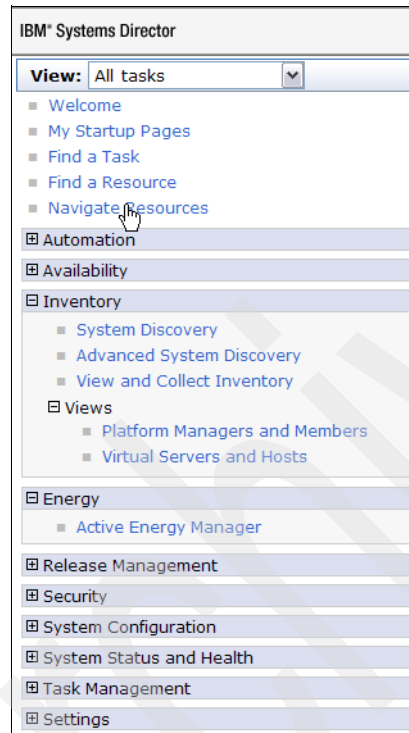 IBM® Systems Director
View: All tasks
Welcome
My Startup Pages
Find a Task
Find a Resource
Navigate Resources
Automation
Availability
Inventory
System Discovery
Advanced System Discovery
View and Collect Inventory
Views
Platform Managers and Members
Virtual Servers and Hosts
Energy
Active Energy Manager
Release Management
Security
System Configuration
System Status and Health
Task Management
Settings